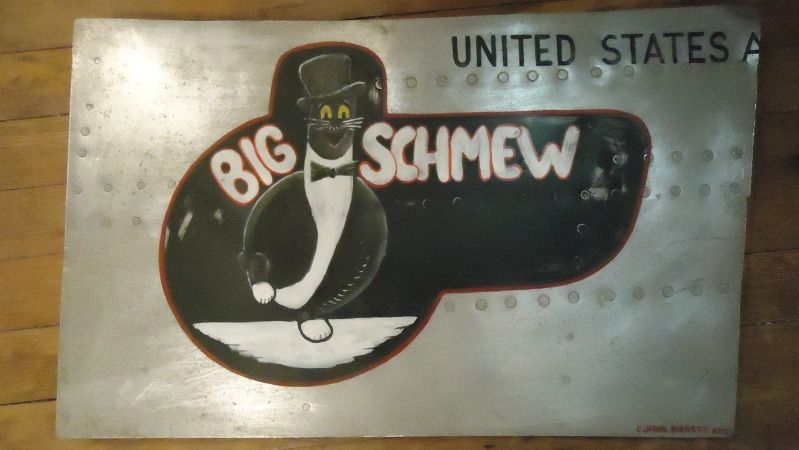 UNITED STATES A
BIG SCHMEW